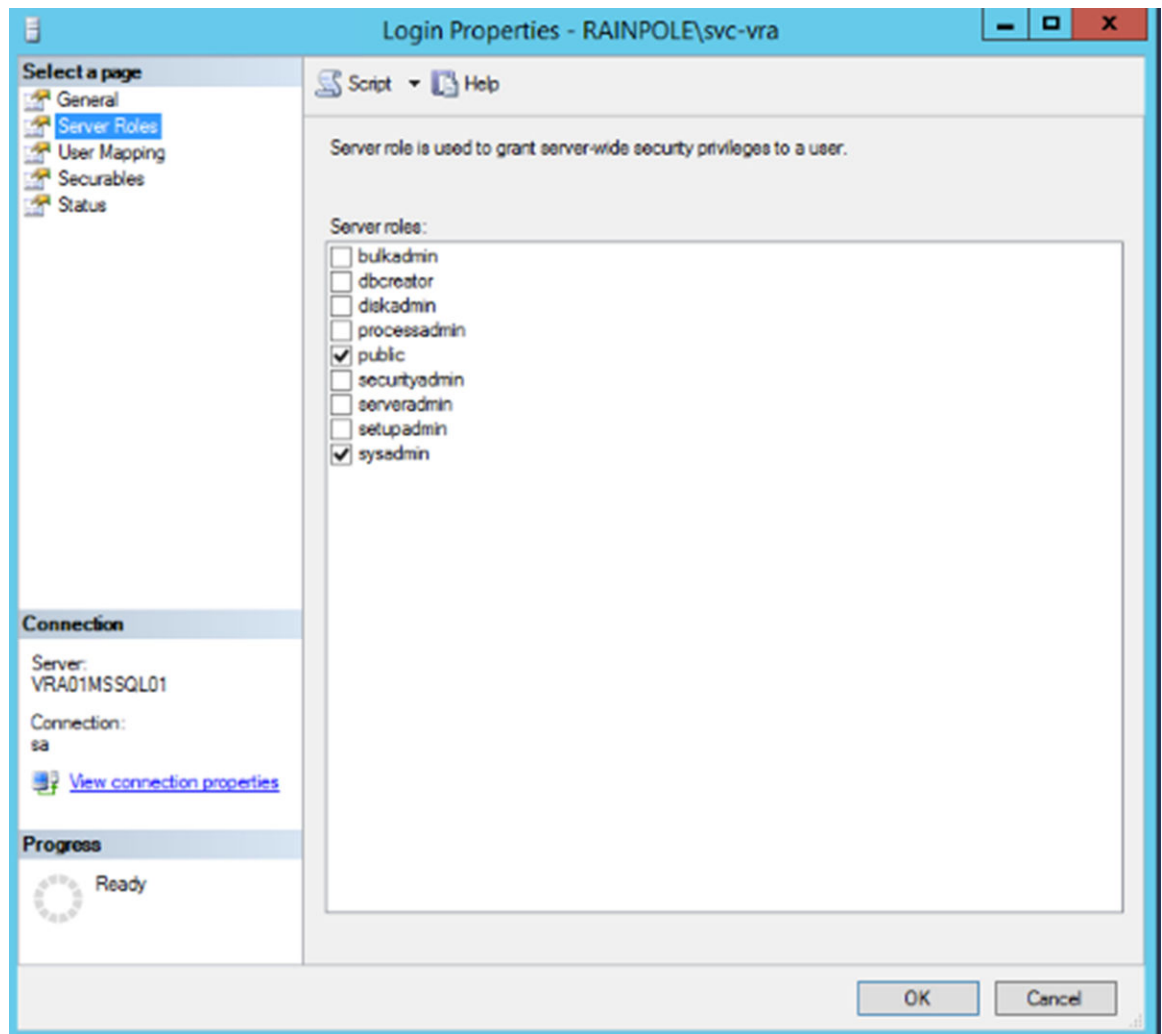 Login Properties - RAINPOLE\svc-vra
Select a page
General
Server Roles
User Mapping
Securables
Status
Script
Help
Server role is used to grant server-wide security privileges to a user.
Server roles:
bulkadmin
dbcreator
diskadmin
processadmin
public
securityadmin
serveradmin
setupadmin
sysadmin
Connection
Server:
VRA01MSSQL01
Connection:
sa
View connection properties
Progress
Ready
OK
Cancel